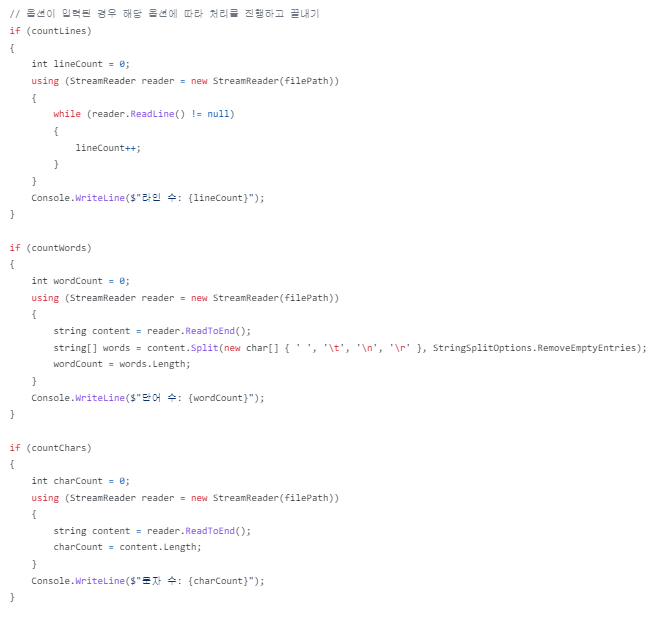 // 옵션이 입력된 경우 해당 옵션에 따라 처리를 진행하고 끝내기
if (countLines)
{
    int lineCount = 0;
    using (StreamReader reader = new StreamReader(filePath))
    {
        while (reader.ReadLine() != null)
        {
            lineCount++;
        }
    }
    Console.WriteLine($"라인 수: {lineCount}");
}

if (countWords)
{
    int wordCount = 0;
    using (StreamReader reader = new StreamReader(filePath))
    {
        string content = reader.ReadToEnd();
        string[] words = content.Split(new char[] { ' ', '\t', '\n', '\r' }, StringSplitOptions.RemoveEmptyEntries);
        wordCount = words.Length;
    }
    Console.WriteLine($"단어 수: {wordCount}");
}

if (countChars)
{
    int charCount = 0;
    using (StreamReader reader = new StreamReader(filePath))
    {
        string content = reader.ReadToEnd();
        charCount = content.Length;
    }
    Console.WriteLine($"문자 수: {charCount}");
}